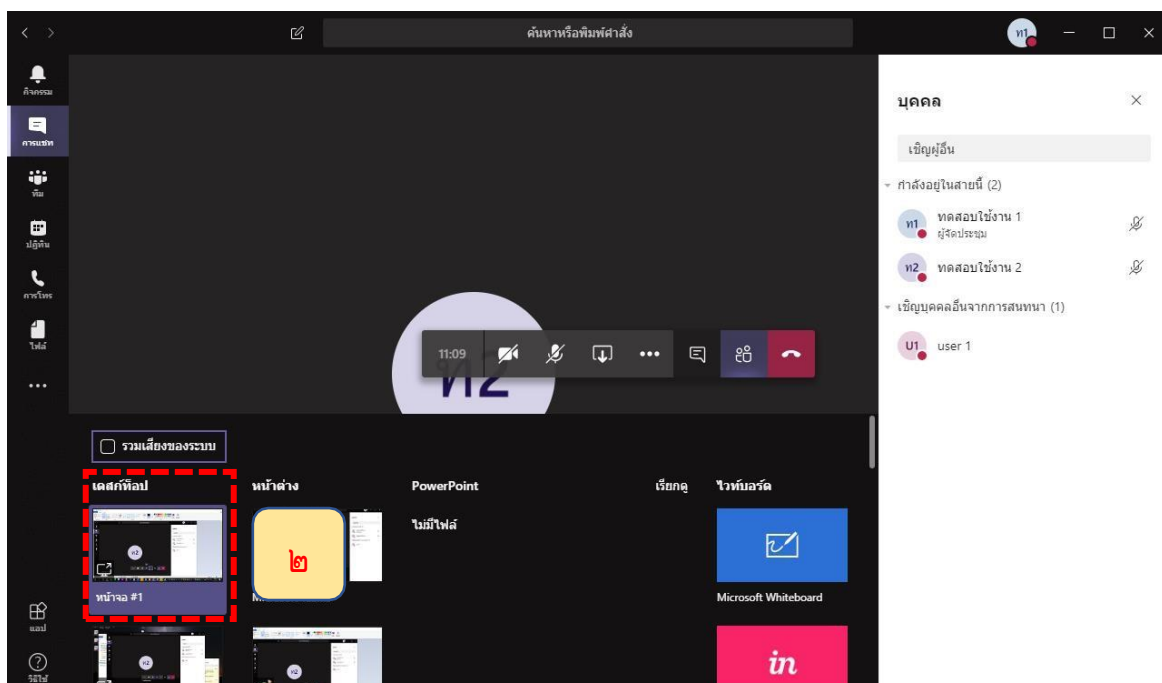 ค้นหาหรือพิมพ์คำสั่ง
ท1
กิจกรรม
การแชท
ทีม
ปฏิทิน
การโทร
ไฟล์
แอป
วิธีใช้
11:09
ท2
รวมเสียงของระบบ
เดสก์ท็อป
หน้าต่าง
PowerPoint
เรียกดู
ไวท์บอร์ด
ไม่มีไฟล์
๒
หน้าจอ #1
Microsoft Whiteboard
in
บุคคล
เชิญผู้อื่น
กำลังอยู่ในสายนี้ (2)
ท1 ทดสอบใช้งาน 1
ผู้จัดประชุม
ท2 ทดสอบใช้งาน 2
เชิญบุคคลอื่นจากการสนทนา (1)
U1 user 1